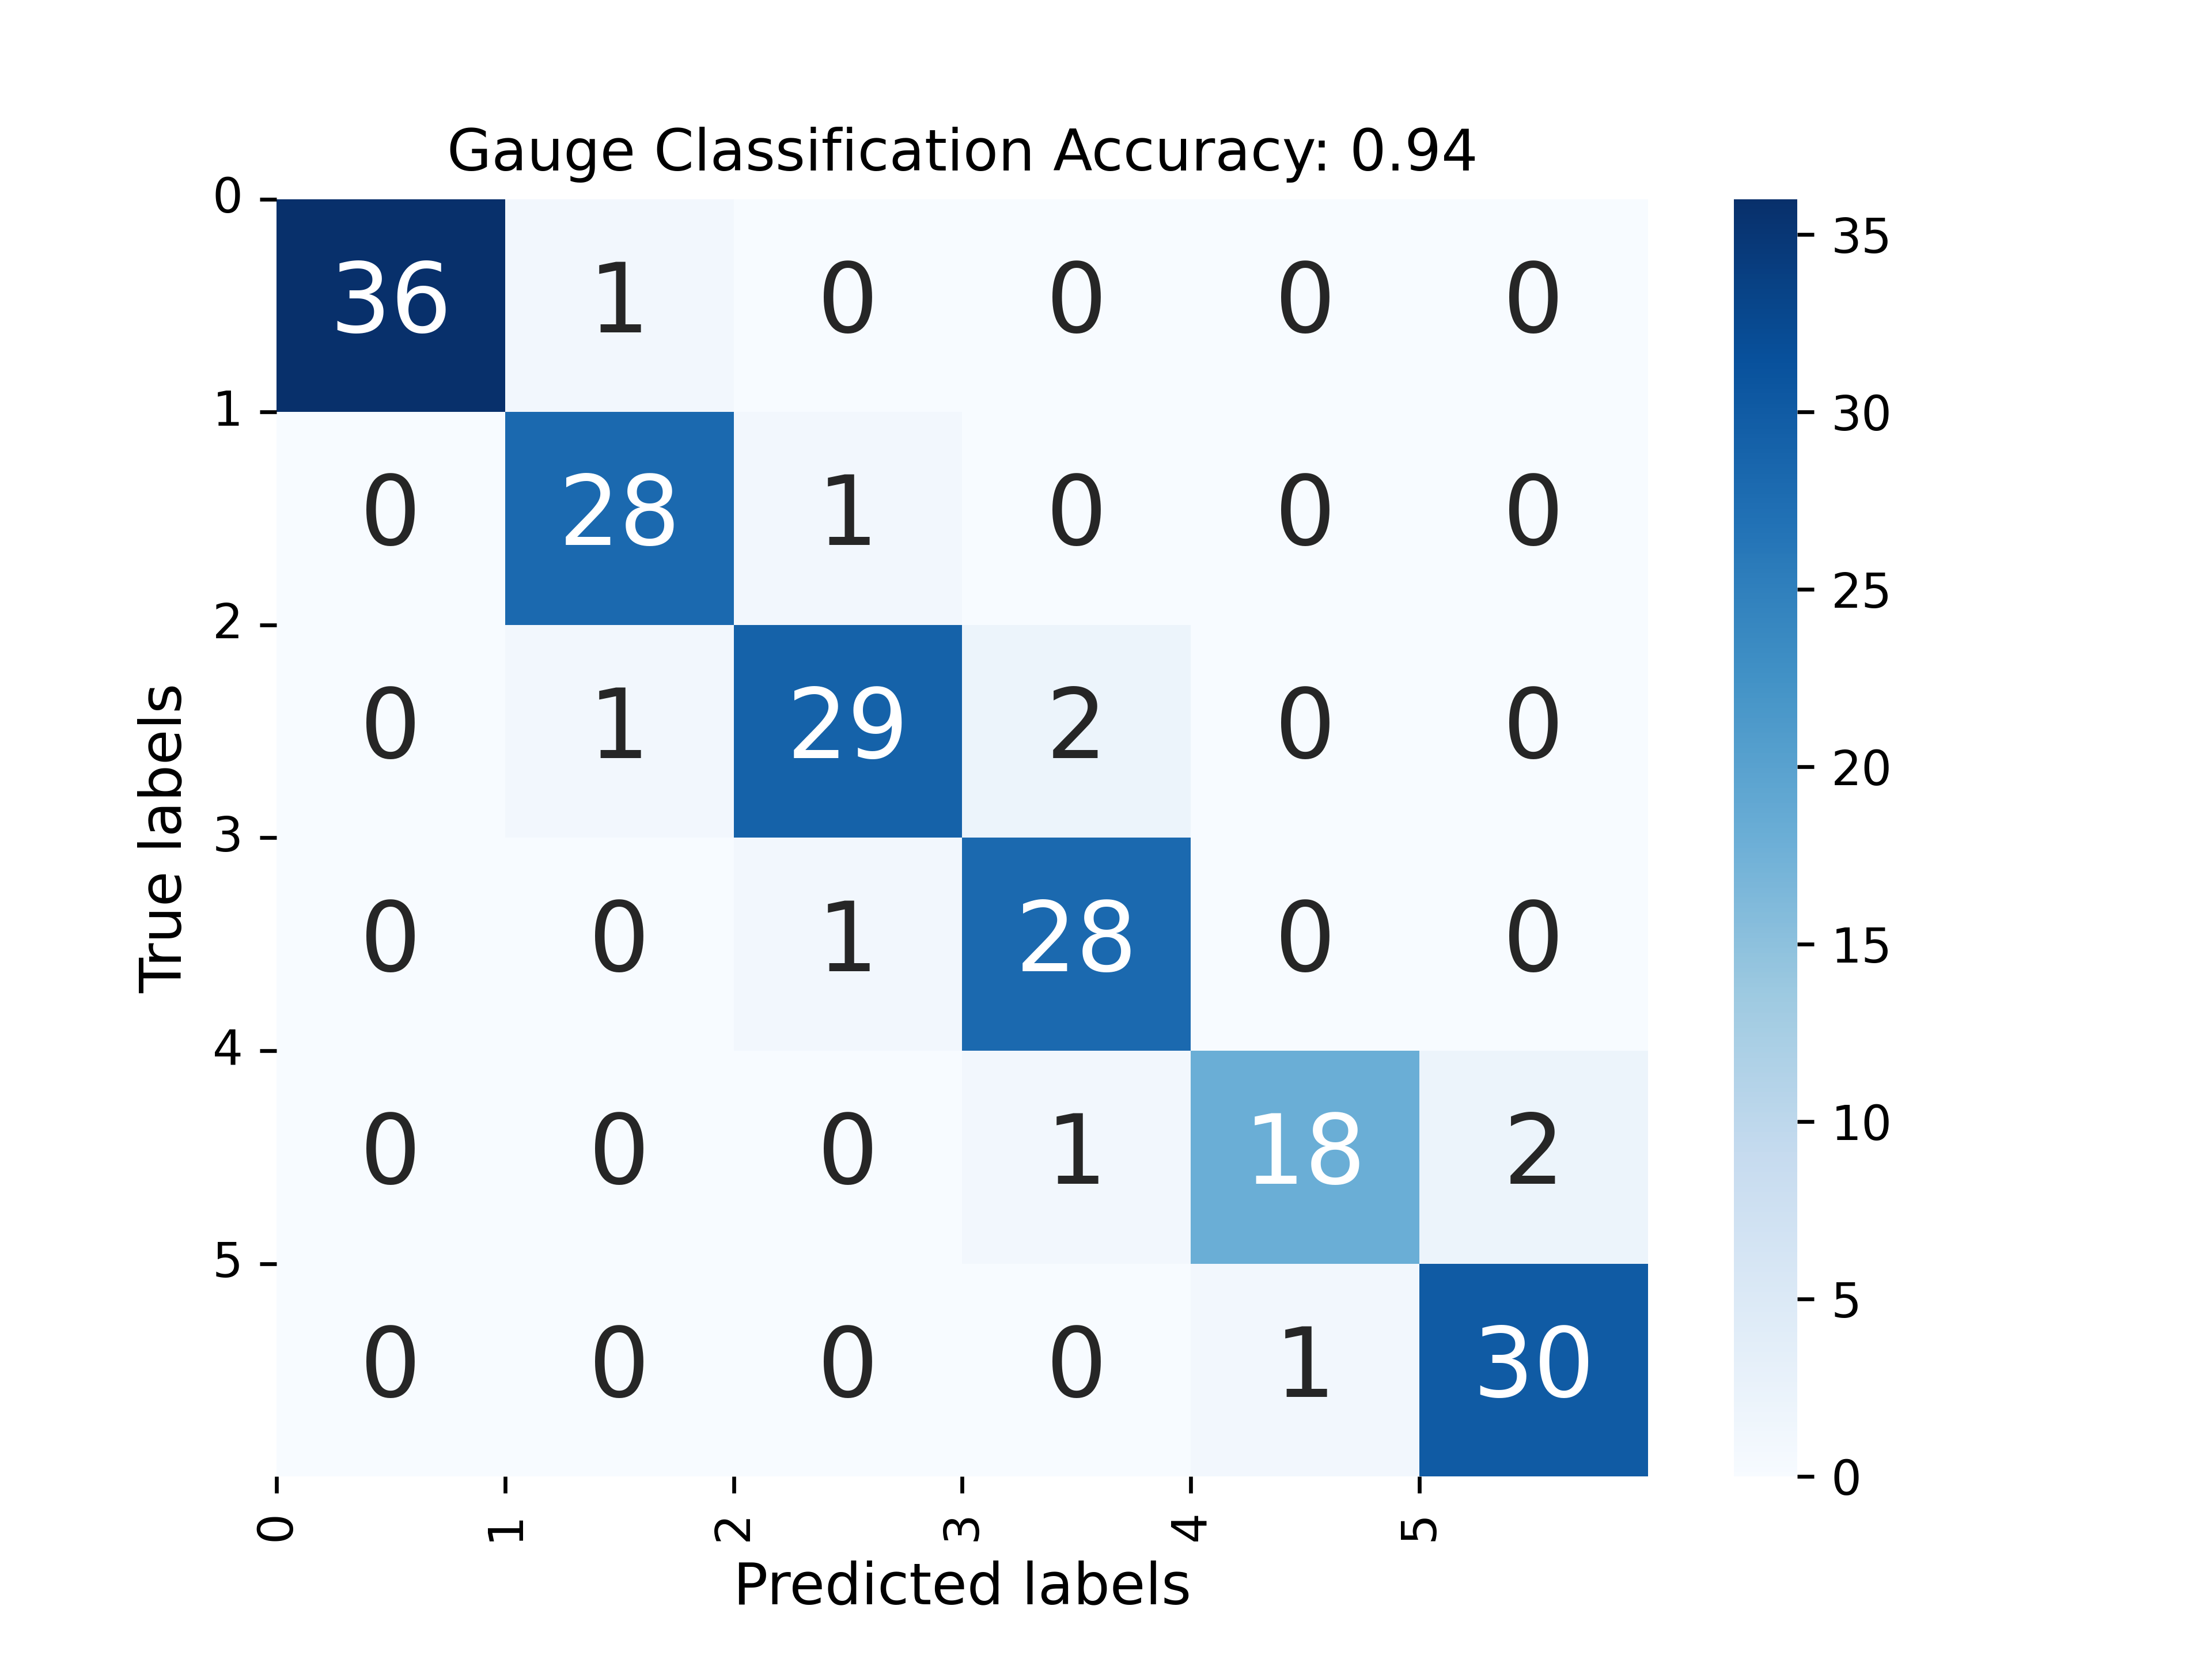 Gauge Classification Accuracy: 0.94
0
36 1 0 0 0 0
1
0 28 1 0 0 0
2
0 1 29 2 0 0
3
0 0 1 28 0 0
4
0 0 0 1 18 2
5
0 0 0 0 1 30
True labels
0 1 2 3 4 5
Predicted labels
35
30
25
20
15
10
5
0